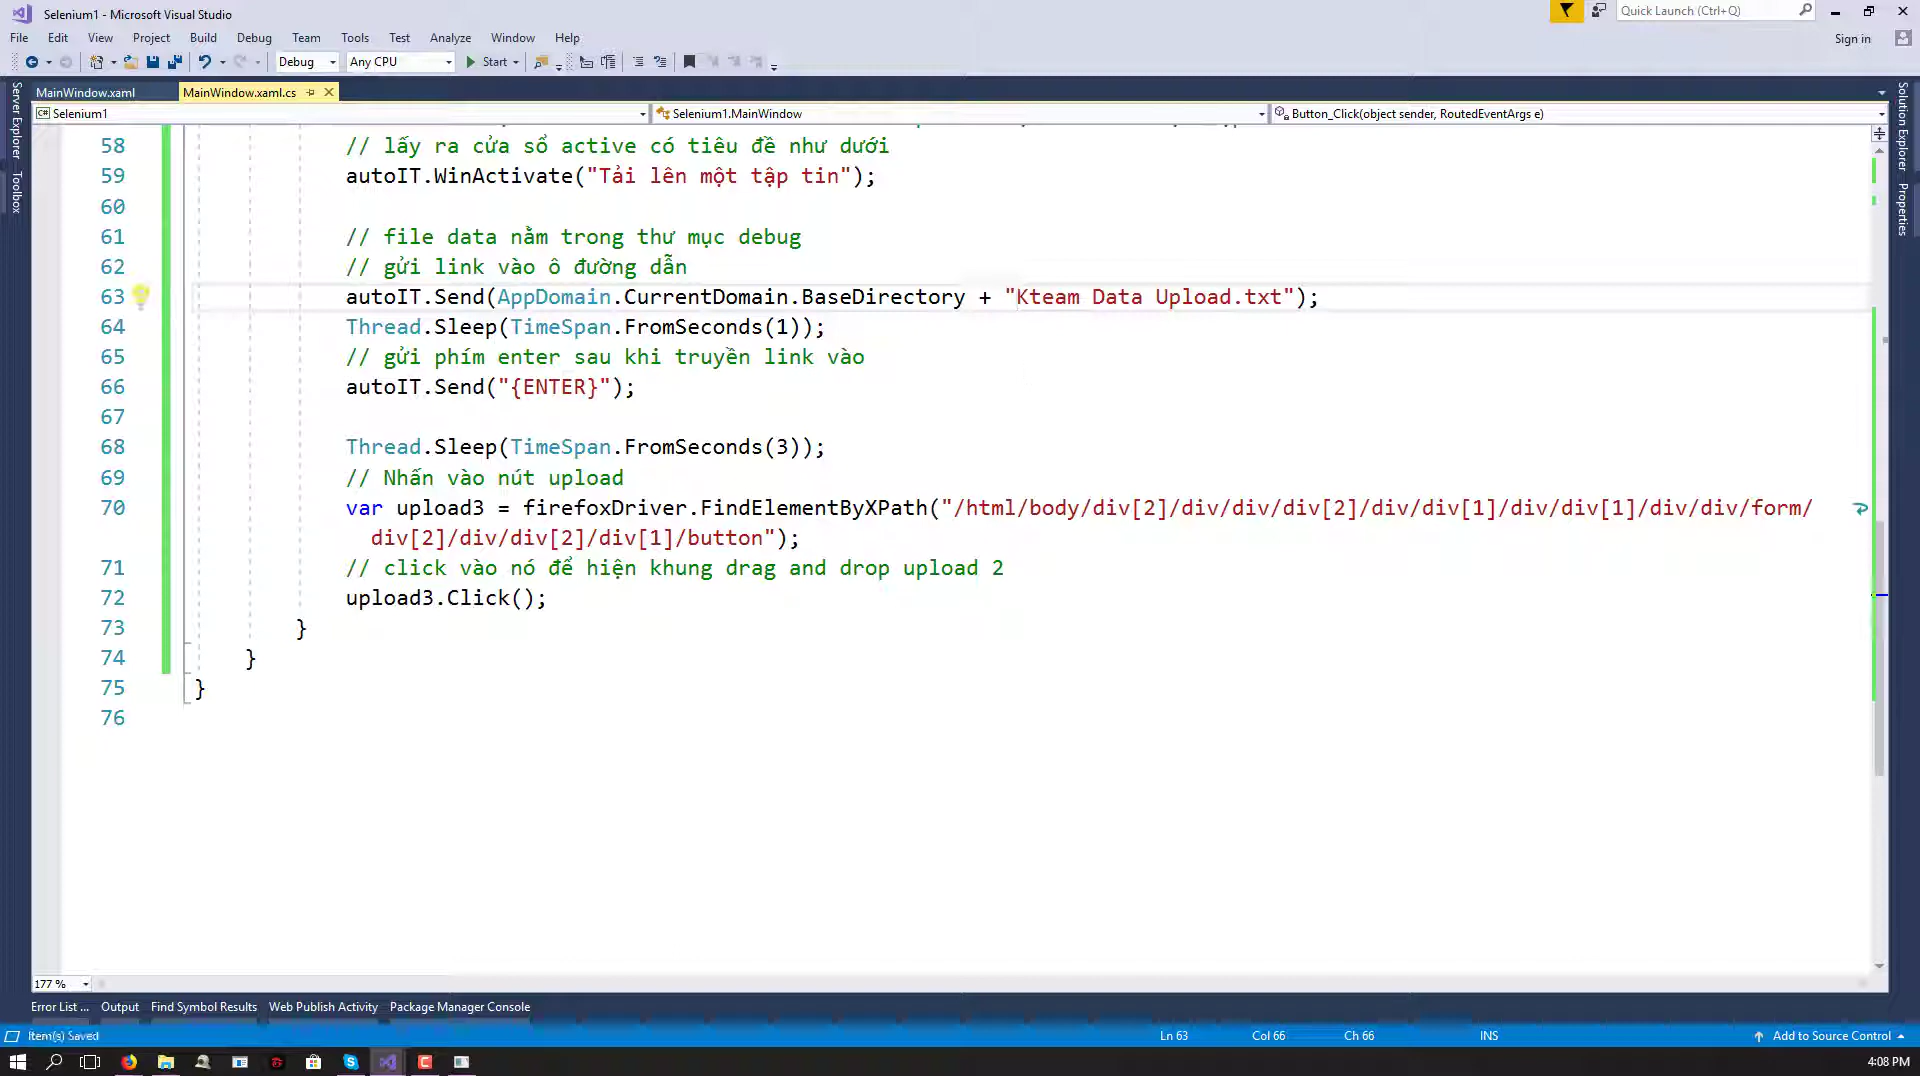 Selenium1 - Microsoft Visual Studio
Quick Launch (Ctrl+Q)
File Edit View Project Build Debug Team Tools Test Analyze Window Help
Sign in
Debug Any CPU Start
MainWindow.xaml MainWindow.xaml.cs
Selenium1 Selenium1.MainWindow Button_Click(object sender, RoutedEventArgs e)
Server Explorer
Toolbox
Solution Explorer
Properties
58 // lấy ra cửa sổ active có tiêu đề như dưới
59 autoIT.WinActivate("Tải lên một tập tin");
60
61 // file data nằm trong thư mục debug
62 // gửi link vào ô đường dẫn
63 autoIT.Send(AppDomain.CurrentDomain.BaseDirectory + "Kteam Data Upload.txt");
64 Thread.Sleep(TimeSpan.FromSeconds(1));
65 // gửi phím enter sau khi truyền link vào
66 autoIT.Send("{ENTER}");
67
68 Thread.Sleep(TimeSpan.FromSeconds(3));
69 // Nhấn vào nút upload
70 var upload3 = firefoxDriver.FindElementByXPath("/html/body/div[2]/div/div/div[2]/div/div[1]/div/div[1]/div/div/form/
div[2]/div/div[2]/div[1]/button");
71 // click vào nó để hiện khung drag and drop upload 2
72 upload3.Click();
73 }
74 }
75 }
76
177 %
Error List ... Output Find Symbol Results Web Publish Activity Package Manager Console
Item(s) Saved Ln 63 Col 66 Ch 66 INS Add to Source Control
4:08 PM